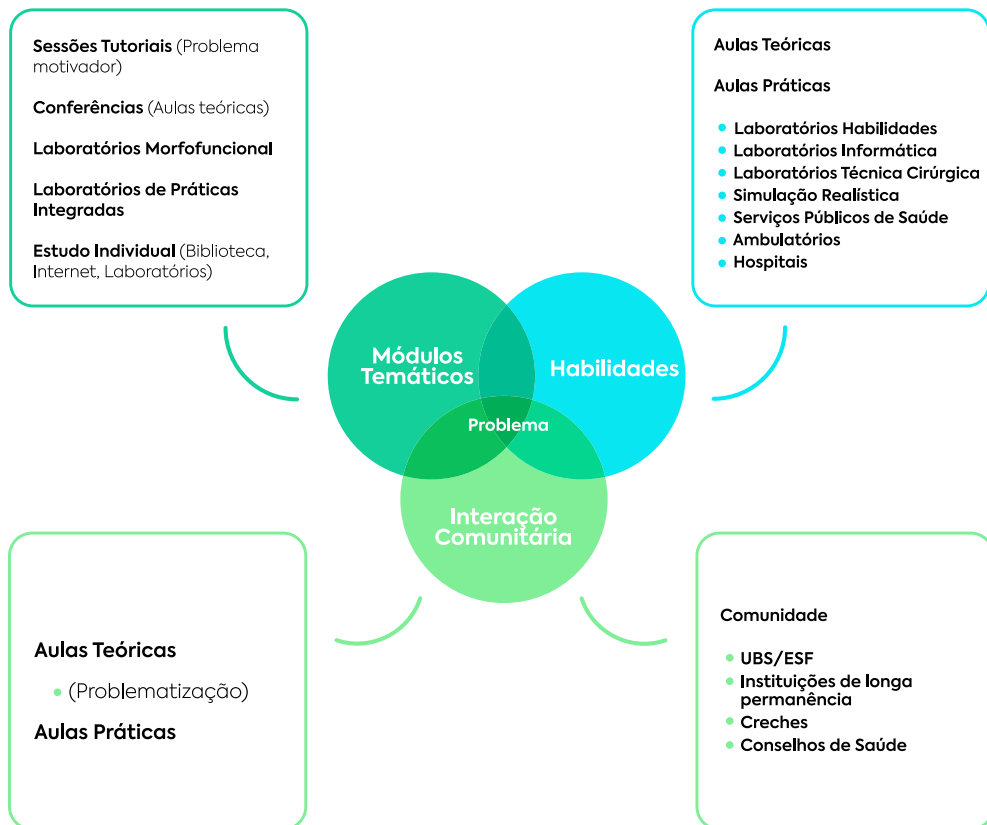 Sessões Tutoriais (Problema
motivador)
Conferências (Aulas teóricas)
Laboratórios Morfofuncional
Laboratórios de Práticas
Integradas
Estudo Individual (Biblioteca,
Internet, Laboratórios)
Aulas Teóricas
Aulas Práticas
Laboratórios Habilidades
Laboratórios Informática
Laboratórios Técnica Cirúrgica
Simulação Realística
Serviços Públicos de Saúde
Ambulatórios
Hospitais
Módulos
Temáticos
Habilidades
Problema
Interação
Comunitária
Aulas Teóricas
(Problematização)
Aulas Práticas
Comunidade
UBS/ESF
Instituições de longa
permanência
Creches
Conselhos de Saúde